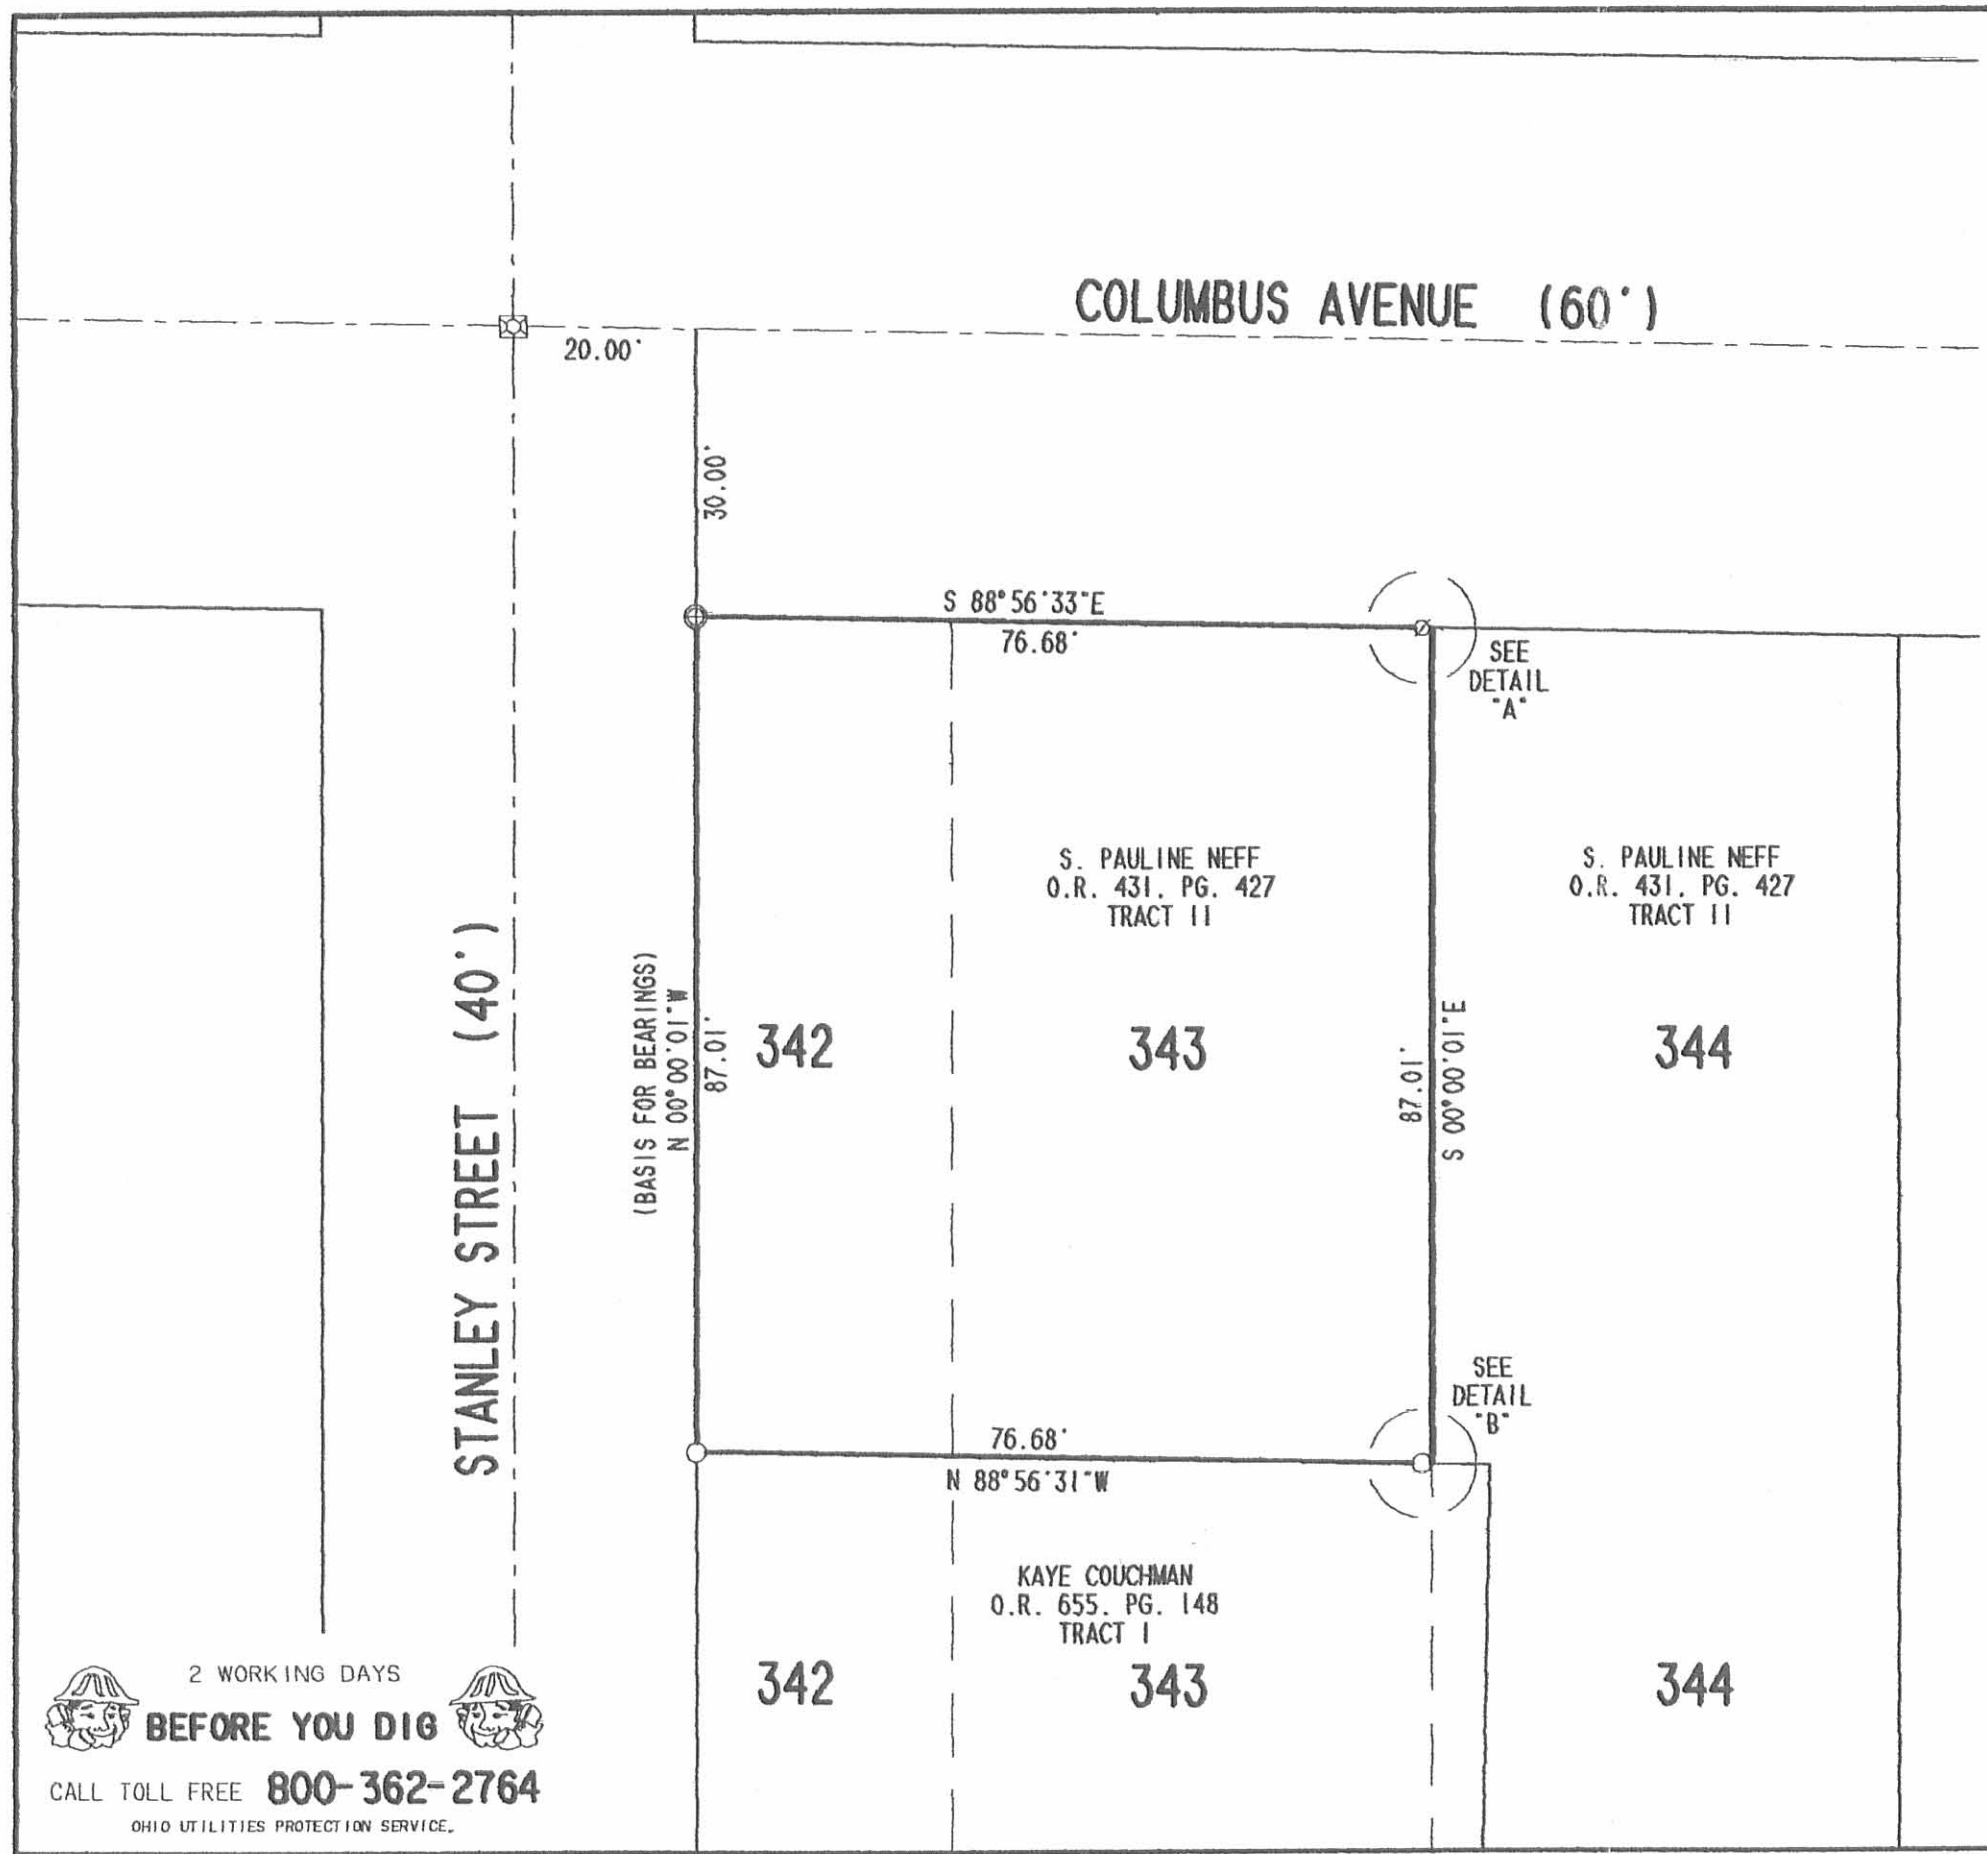 COLUMBUS AVENUE (60')
20.00'
30.00'
S 88°56'33"E
76.68'
SEE
DETAIL
"A"
S. PAULINE NEFF
O.R. 431. PG. 427
TRACT II
S. PAULINE NEFF
O.R. 431. PG. 427
TRACT II
STANLEY STREET (40')
(BASIS FOR BEARINGS)
N 00°00'01"W
87.01'
342
343
87.01'
S 00°00'01"E
344
SEE
DETAIL
"B"
76.68'
N 88°56'31"W
KAYE COUCHMAN
O.R. 655. PG. 148
TRACT I
342
343
344
2 WORKING DAYS
BEFORE YOU DIG
CALL TOLL FREE 800-362-2764
OHIO UTILITIES PROTECTION SERVICE.